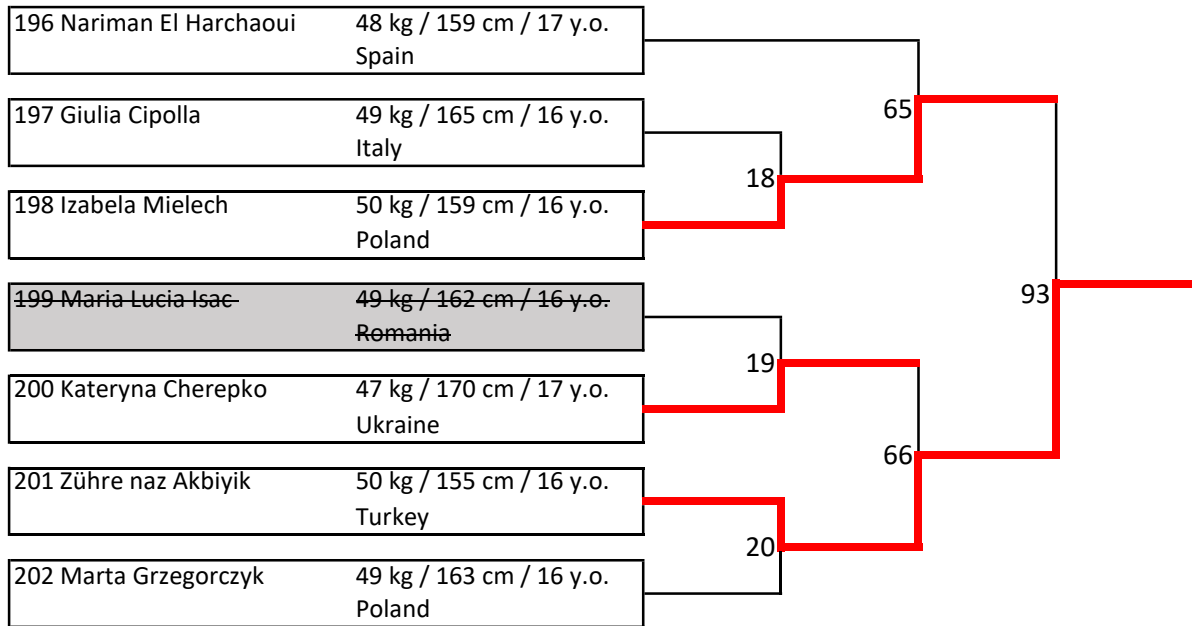 196 Nariman El Harchaoui 48 kg / 159 cm / 17 y.o.
Spain
65
197 Giulia Cipolla 49 kg / 165 cm / 16 y.o.
Italy
18
198 Izabela Mielech 50 kg / 159 cm / 16 y.o.
Poland
199 Maria Lucia Isac 49 kg / 162 cm / 16 y.o.
93
Romania
19
200 Kateryna Cherepko 47 kg / 170 cm / 17 y.o.
Ukraine
66
201 Zühre naz Akbiyik 50 kg / 155 cm / 16 y.o.
Turkey
20
202 Marta Grzegorczyk 49 kg / 163 cm / 16 y.o.
Poland